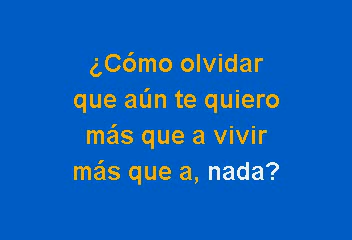 ¿Cómo olvidar
que aún te quiero
más que a vivir
más que a, nada?